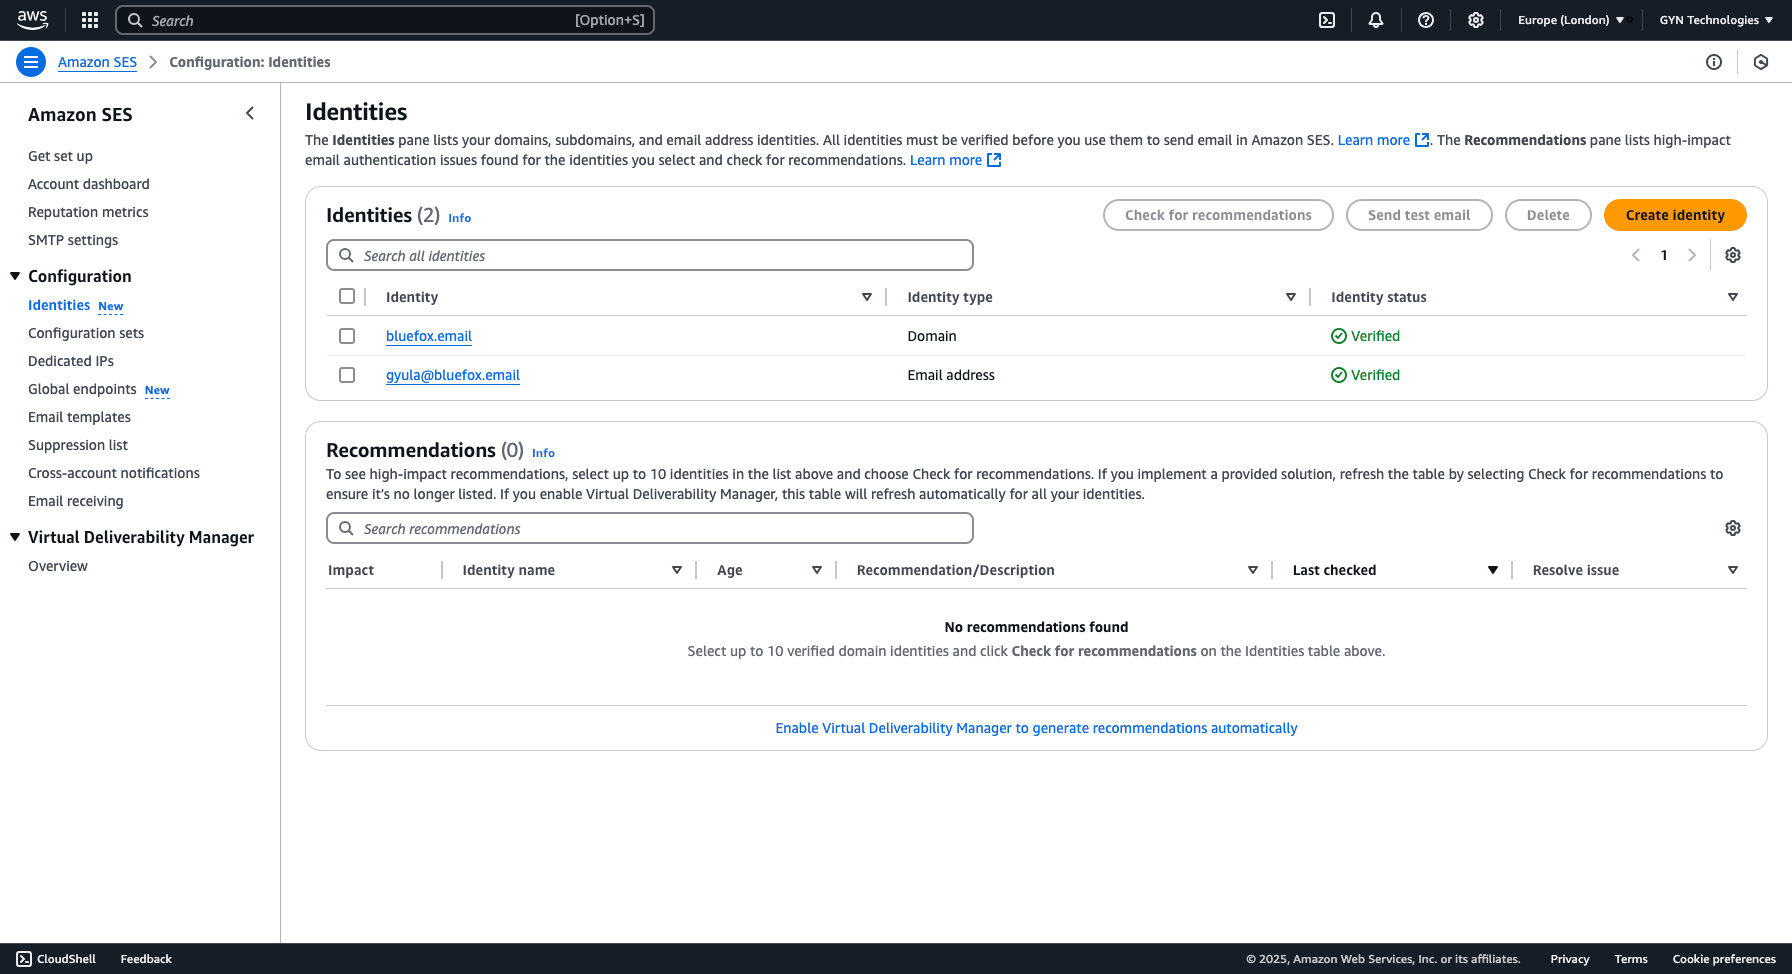 aws
Search [Option+S]
Europe (London)
GYN Technologies
Amazon SES
Configuration: Identities
Amazon SES
Get set up
Account dashboard
Reputation metrics
SMTP settings
Configuration
Identities New
Configuration sets
Dedicated IPs
Global endpoints New
Email templates
Suppression list
Cross-account notifications
Email receiving
Virtual Deliverability Manager
Overview
Identities
The Identities pane lists your domains, subdomains, and email address identities. All identities must be verified before you use them to send email in Amazon SES. Learn more. The Recommendations pane lists high-impact
email authentication issues found for the identities you select and check for recommendations. Learn more
Identities (2) Info
Check for recommendations
Send test email
Delete
Create identity
Search all identities
1
Identity Identity type Identity status
bluefox.email Domain Verified
gyula@bluefox.email Email address Verified
Recommendations (0) Info
To see high-impact recommendations, select up to 10 identities in the list above and choose Check for recommendations. If you implement a provided solution, refresh the table by selecting Check for recommendations to
ensure it's no longer listed. If you enable Virtual Deliverability Manager, this table will refresh automatically for all your identities.
Search recommendations
Impact Identity name Age Recommendation/Description Last checked Resolve issue
No recommendations found
Select up to 10 verified domain identities and click Check for recommendations on the Identities table above.
Enable Virtual Deliverability Manager to generate recommendations automatically
CloudShell Feedback © 2025, Amazon Web Services, Inc. or its affiliates. Privacy Terms Cookie preferences